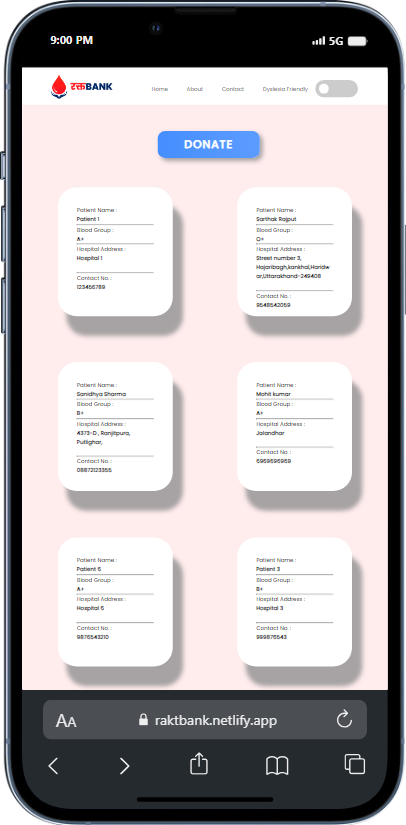 9:00 PM
5G
रक्तBANK
Home
About
Contact
Dyslexia Friendly
DONATE
Patient Name :
Patient 1
Blood Group :
A+
Hospital Address :
Hospital 1
Contact No. :
123456789
Patient Name :
Sarthak Rajput
Blood Group :
O+
Hospital Address :
Street number 3,
Hajaribagh,kankhal,Haridw
ar,Uttarakhand-249408
Contact No. :
9548542059
Patient Name :
Sanidhya Sharma
Blood Group :
B+
Hospital Address :
4373-D , Ranjitpura,
Putlighar,
Contact No. :
08872123355
Patient Name :
Mohit kumar
Blood Group :
A+
Hospital Address :
Jalandhar
Contact No. :
6969696969
Patient Name :
Patient 6
Blood Group :
A+
Hospital Address :
Hospital 6
Contact No. :
9876543210
Patient Name :
Patient 3
Blood Group :
B+
Hospital Address :
Hospital 3
Contact No. :
999876543
AA
raktbank.netlify.app